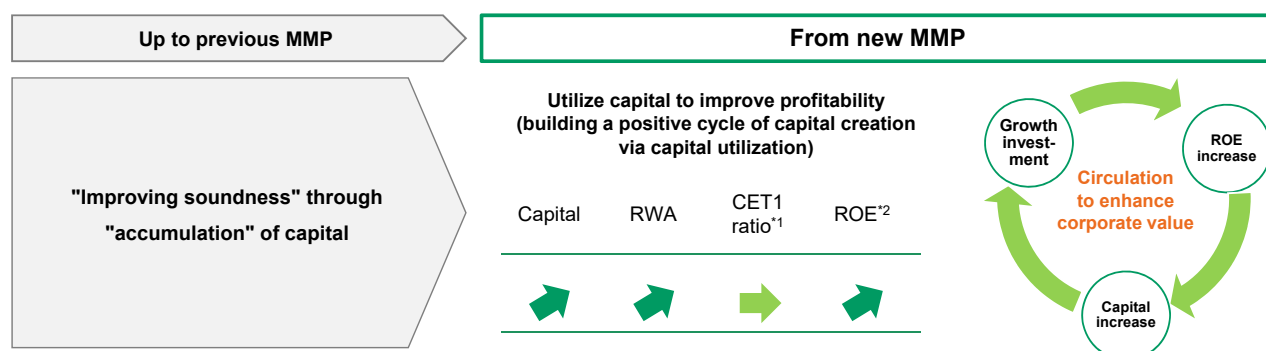 Up to previous MMP
From new MMP
"Improving soundness" through
"accumulation" of capital
Utilize capital to improve profitability
(building a positive cycle of capital creation
via capital utilization)
Capital
RWA
CET1
ratio*1
ROE*2
Growth
invest-
ment
ROE
increase
Circulation
to enhance
corporate value
Capital
increase